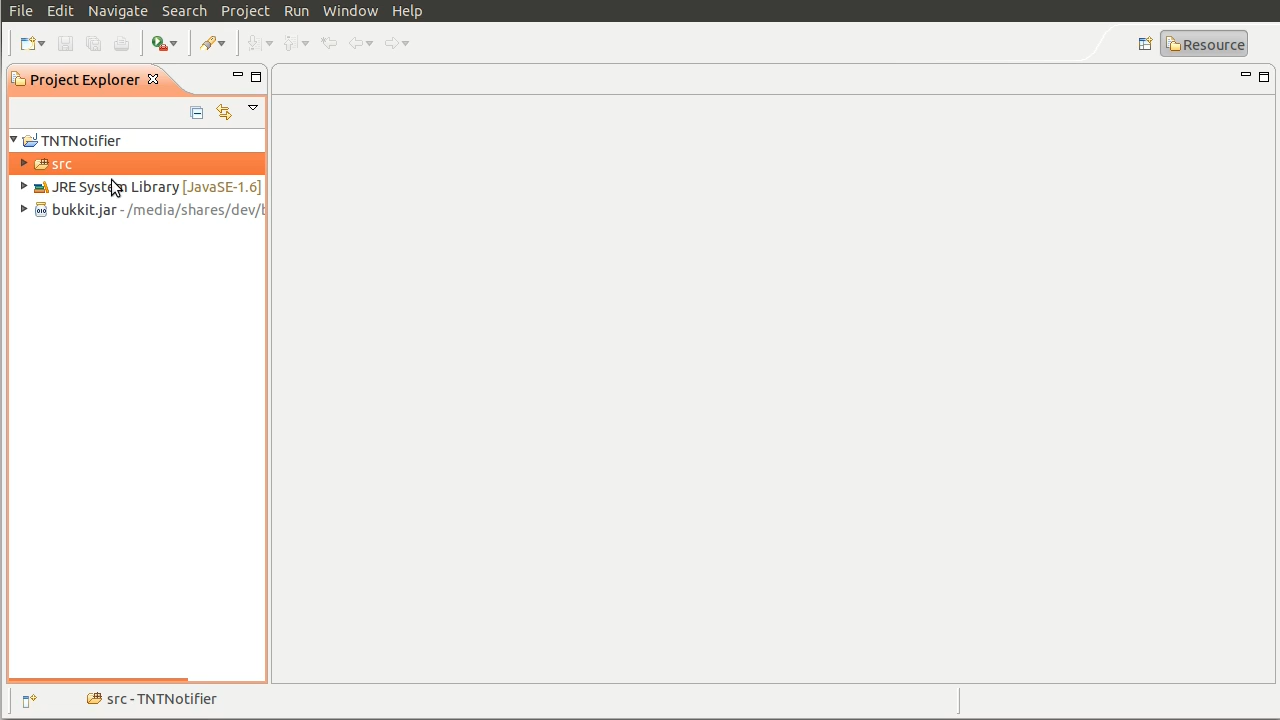 File Edit Navigate Search Project Run Window Help
Resource
Project Explorer
TNTNotifier
src
JRE System Library [JavaSE-1.6]
bukkit.jar - /media/shares/dev/b
src - TNTNotifier